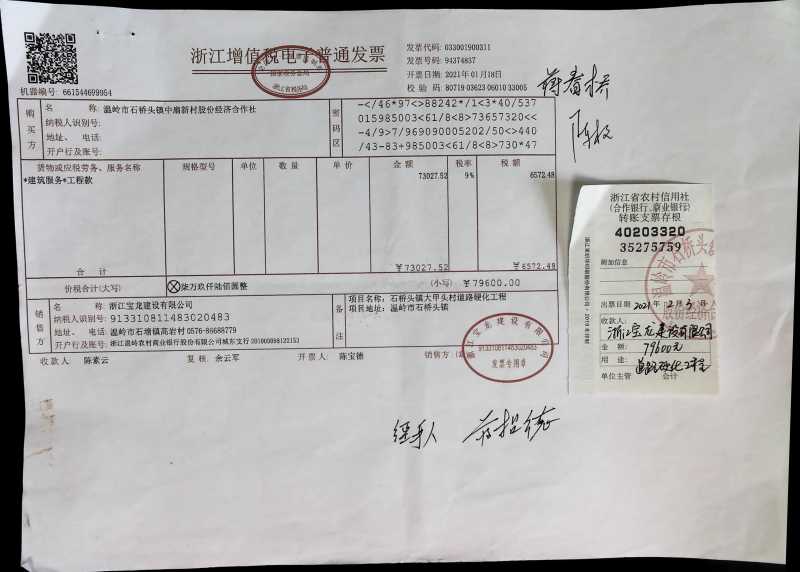 浙江增值税电子普通发票
发票代码: 033001900311
发票号码: 94374837
开票日期: 2021年01月18日
校验码: 80719 03623 06010 33005
机器编号: 661544699954
购买方
名称: 温岭市石桥头镇中扇新村股份经济合作社
纳税人识别号:
地址、电话:
开户行及账号:
密码区
-</46*97<>88242*/1<3*40/537
015985003<61/8<8>73657320<<
-4/9>7/969090005202/50<>440
/43-83+985003<61/8<8>730*47
货物或应税劳务、服务名称 规格型号 单位 数量 单价 金额 税率 税额
*建筑服务*工程款 73027.52 9% 6572.48
合计 ¥73027.52 ¥6572.48
价税合计(大写) ⊗柒万玖仟陆佰圆整 (小写) ¥79600.00
销售方
名称: 浙江宝龙建设有限公司
纳税人识别号: 913310811483020483
地址、电话: 温岭市石塘镇高岩村 0576-86688779
开户行及账号: 浙江温岭农村商业银行股份有限公司城东支行 201000098122153
备注
项目名称: 石桥头镇大甲头村道路硬化工程
项目地址: 温岭市石桥头镇
收款人: 陈素云 复核: 余云军 开票人: 陈宝德 销售方:(章)
浙江宝龙建设有限公司
913310811483020483
发票专用章
经手人
浙江省农村信用社
(合作银行、商业银行)
转账支票存根
40203320
35275759
附加信息
出票日期 2021年2月5日
收款人:
浙江宝龙建设有限公司
金额: 79600元
用途: 道路硬化工程
单位主管 会计